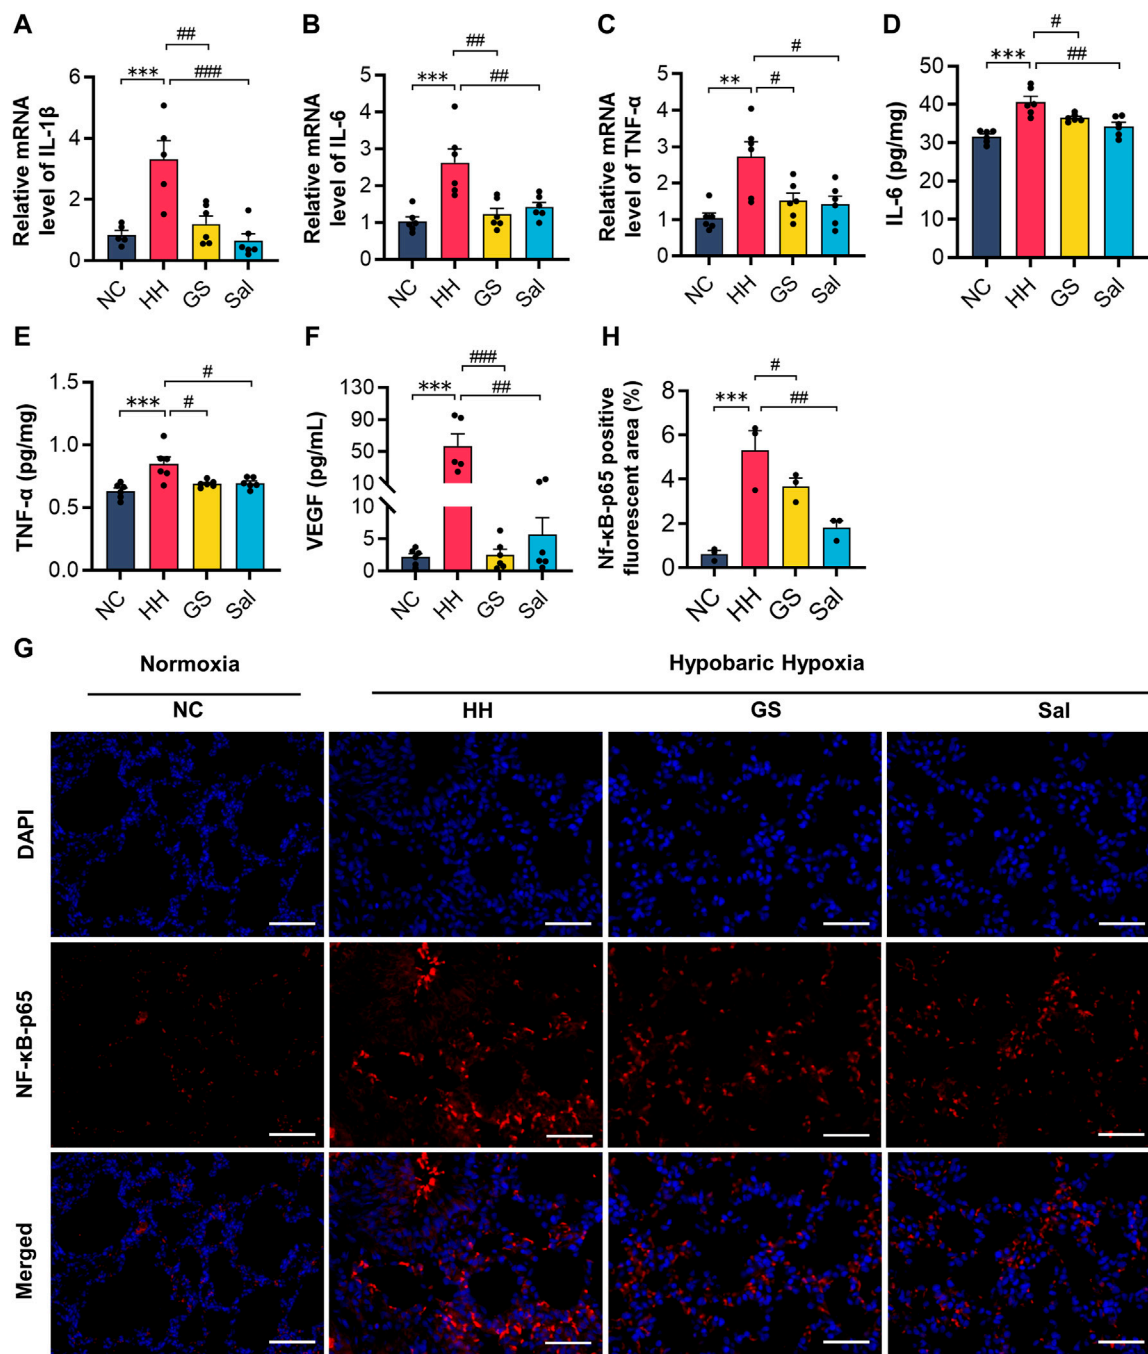 A
##
***
###
Relative mRNA
level of IL-1β
6
4
2
0
NC
HH
GS
Sal
B
##
***
##
Relative mRNA
level of IL-6
5
4
3
2
1
0
NC
HH
GS
Sal
C
#
**
#
Relative mRNA
level of TNF-α
5
4
3
2
1
0
NC
HH
GS
Sal
D
#
***
##
IL-6 (pg/mg)
50
40
30
20
10
0
NC
HH
GS
Sal
E
#
***
#
TNF-α (pg/mg)
1.5
1.0
0.5
0.0
NC
HH
GS
Sal
F
###
***
##
VEGF (pg/mL)
130
90
50
10
10
5
0
NC
HH
GS
Sal
H
#
***
##
Nf-κB-p65 positive
fluorescent area (%)
8
6
4
2
0
NC
HH
GS
Sal
G
Normoxia
Hypobaric Hypoxia
NC
HH
GS
Sal
DAPI
NF-κB-p65
Merged